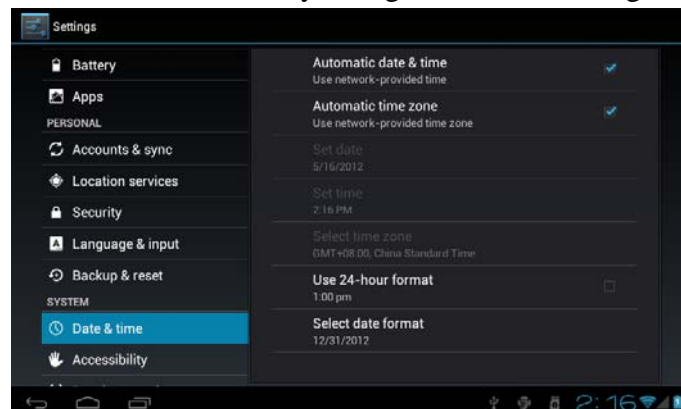 Settings
Battery
Apps
PERSONAL
Accounts & sync
Location services
Security
Language & input
Backup & reset
SYSTEM
Date & time
Accessibility
Automatic date & time
Use network-provided time
Automatic time zone
Use network-provided time zone
Set date
5/16/2012
Set time
2:16 PM
Select time zone
GMT+08:00, China Standard Time
Use 24-hour format
1:00 pm
Select date format
12/31/2012
2:16